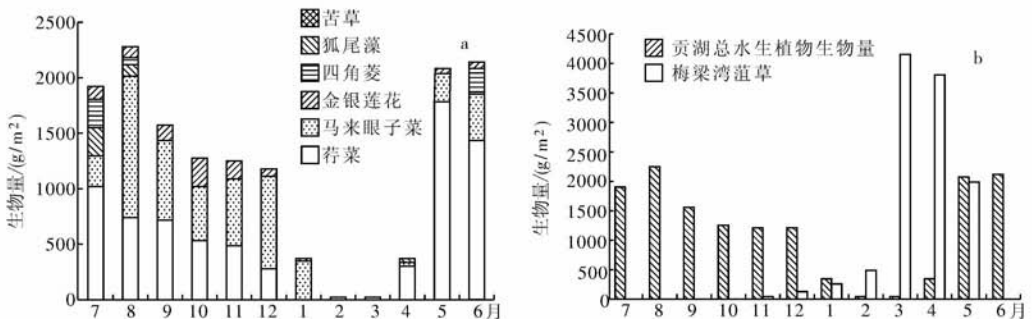 2500
2000
1500
1000
500
0
生物量/(g/m²)
a
苦草
狐尾藻
四角菱
金银莲花
马来眼子菜
荇菜
7 8 9 10 11 12 1 2 3 4 5 6月
4500
4000
3500
3000
2500
2000
1500
1000
500
0
生物量/(g/m²)
b
贡湖总水生植物生物量
梅梁湾菹草
7 8 9 10 11 12 1 2 3 4 5 6月